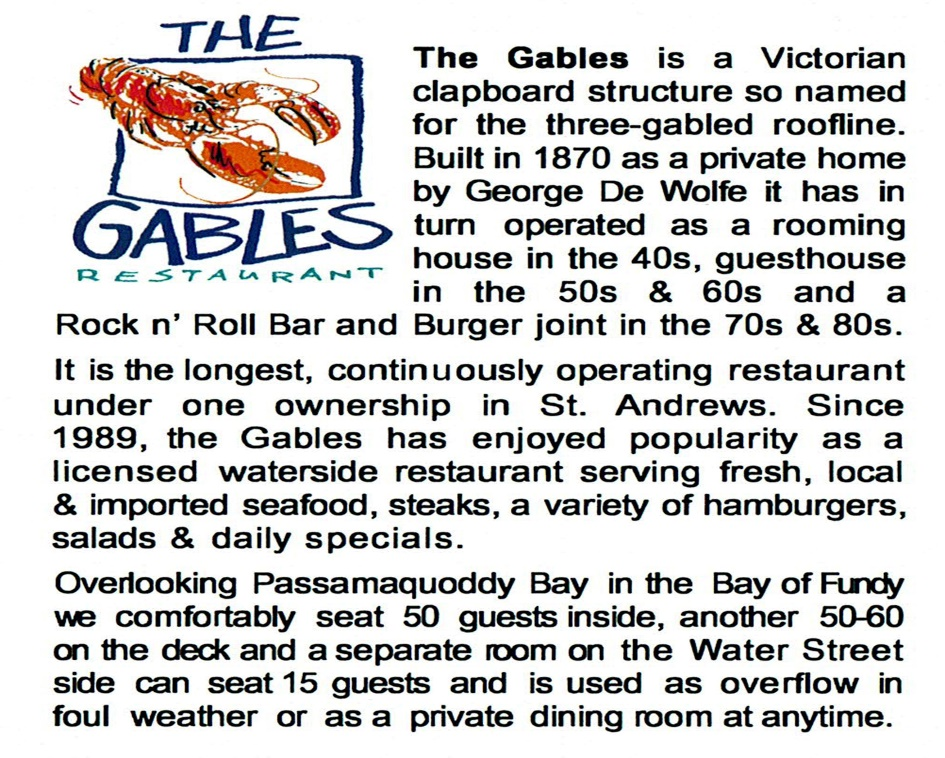 THE
GABLES
RESTAURANT
The Gables is a Victorian
clapboard structure so named
for the three-gabled roofline.
Built in 1870 as a private home
by George De Wolfe it has in
turn operated as a rooming
house in the 40s, guesthouse
in the 50s & 60s and a
Rock n' Roll Bar and Burger joint in the 70s & 80s.
It is the longest, continuously operating restaurant
under one ownership in St. Andrews. Since
1989, the Gables has enjoyed popularity as a
licensed waterside restaurant serving fresh, local
& imported seafood, steaks, a variety of hamburgers,
salads & daily specials.
Overlooking Passamaquoddy Bay in the Bay of Fundy
we comfortably seat 50 guests inside, another 50-60
on the deck and a separate room on the Water Street
side can seat 15 guests and is used as overflow in
foul weather or as a private dining room at anytime.